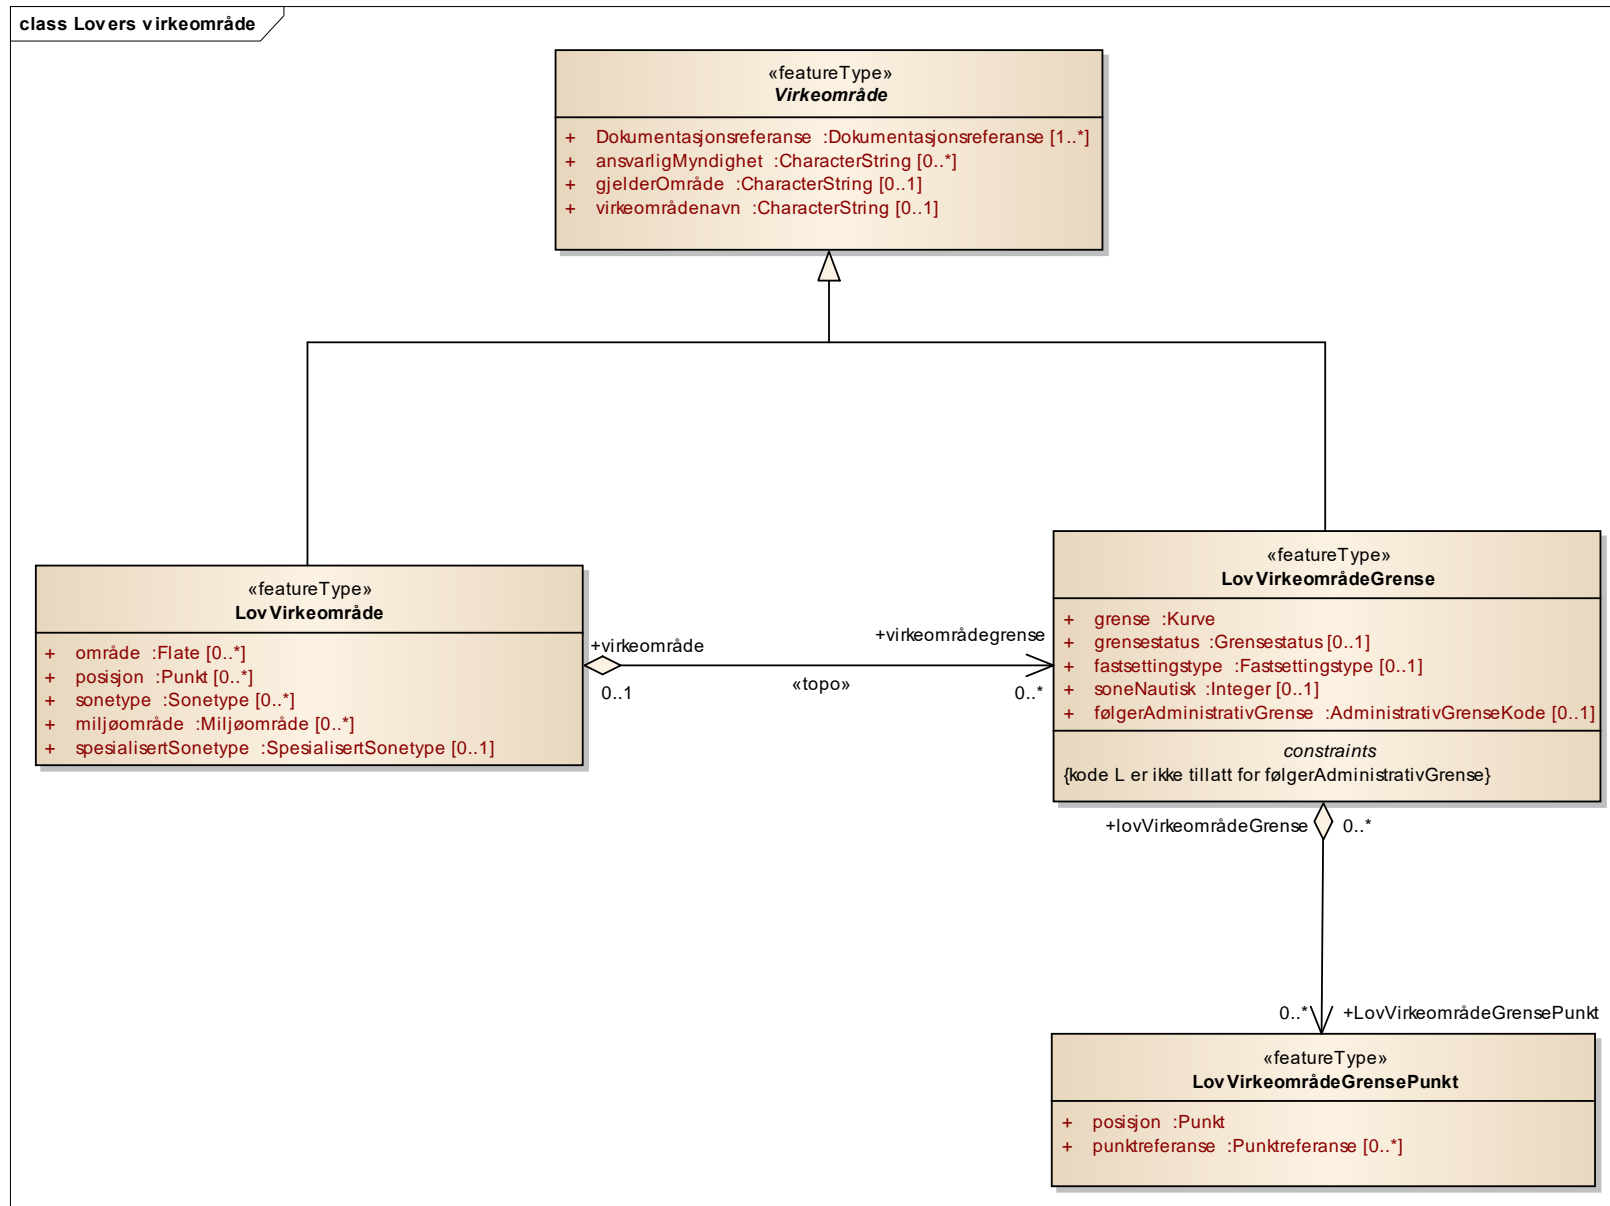 class Lovers virkeområde
«featureType»
Virkeområde
+ Dokumentasjonsreferanse :Dokumentasjonsreferanse [1..*]
+ ansvarligMyndighet :CharacterString [0..*]
+ gjelderOmråde :CharacterString [0..1]
+ virkeområdenavn :CharacterString [0..1]
«featureType»
LovVirkeområde
+ område :Flate [0..*]
+ posisjon :Punkt [0..*]
+ sonetype :Sonetype [0..*]
+ miljøområde :Miljøområde [0..*]
+ spesialisertSonetype :SpesialisertSonetype [0..1]
+virkeområde
0..1
«topo»
+virkeområdegrense
0..*
«featureType»
LovVirkeområdeGrense
+ grense :Kurve
+ grensestatus :Grensestatus [0..1]
+ fastsettingstype :Fastsettingstype [0..1]
+ soneNautisk :Integer [0..1]
+ følgerAdministrativGrense :AdministrativGrenseKode [0..1]
constraints
{kode L er ikke tillatt for følgerAdministrativGrense}
+lovVirkeområdeGrense 0..*
0..* +LovVirkeområdeGrensePunkt
«featureType»
LovVirkeområdeGrensePunkt
+ posisjon :Punkt
+ punktreferanse :Punktreferanse [0..*]